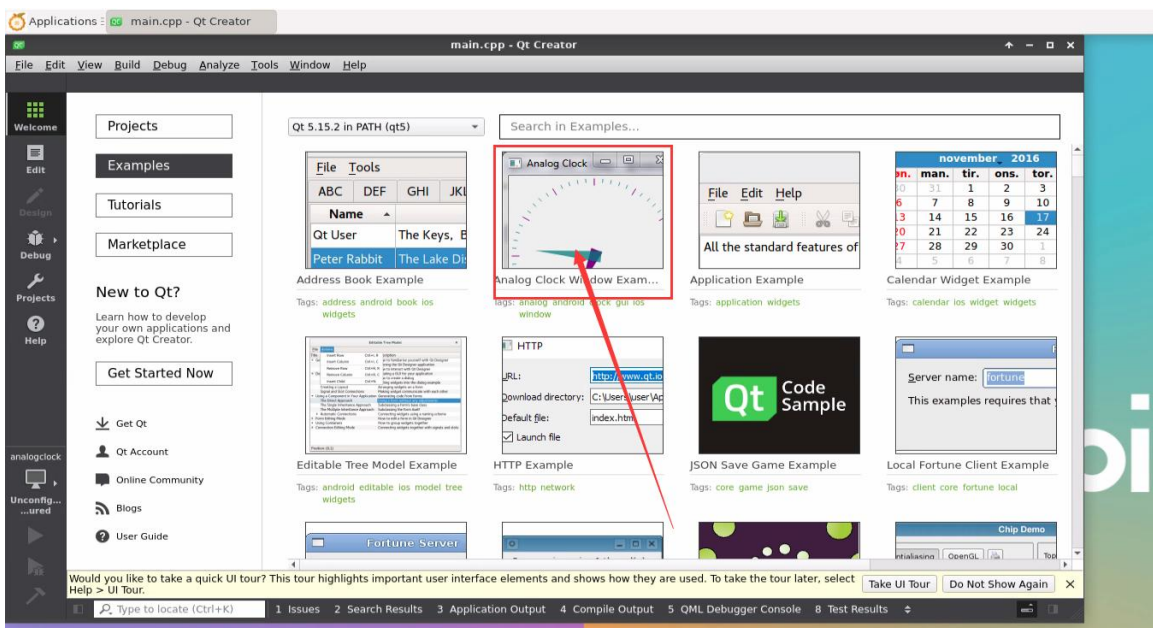 Applications
main.cpp - Qt Creator
main.cpp - Qt Creator
File Edit View Build Debug Analyze Tools Window Help
Welcome
Edit
Design
Debug
Projects
Help
analogclock
Unconfig...
...ured
Projects
Examples
Tutorials
Marketplace
New to Qt?
Learn how to develop
your own applications and
explore Qt Creator.
Get Started Now
Get Qt
Qt Account
Online Community
Blogs
User Guide
Qt 5.15.2 in PATH (qt5)
Search in Examples...
File Tools
ABC DEF GHI JKL
Name
Qt User The Keys,
Peter Rabbit The Lake
Address Book Example
Tags: address android book ios
widgets
Analog Clock
Analog Clock Window Exam...
Tags: analog android clock gui ios
window
File Edit Help
All the standard features of
Application Example
Tags: application widgets
november 2016
man. tir. ons. tor.
31 1 2 3
7 8 9 10
14 15 16 17
21 22 23 24
28 29 30 1
5 6 7 8
Calendar Widget Example
Tags: calendar ios widget widgets
Editable Tree Model Example
Tags: android editable ios model tree
widgets
HTTP
URL: http://www.qt.io
Download directory: C:\Users\user\Ap
Default file: index.html
Launch file
HTTP Example
Tags: http network
Qt Code
Sample
JSON Save Game Example
Tags: core game json save
Server name: fortune
This examples requires that
Local Fortune Client Example
Tags: client core fortune local
Fortune Server
Chip Demo
OpenGL
Would you like to take a quick UI tour? This tour highlights important user interface elements and shows how they are used. To take the tour later, select
Help > UI Tour.
Take UI Tour
Do Not Show Again
Type to locate (Ctrl+K)
1 Issues 2 Search Results 3 Application Output 4 Compile Output 5 QML Debugger Console 8 Test Results
pi